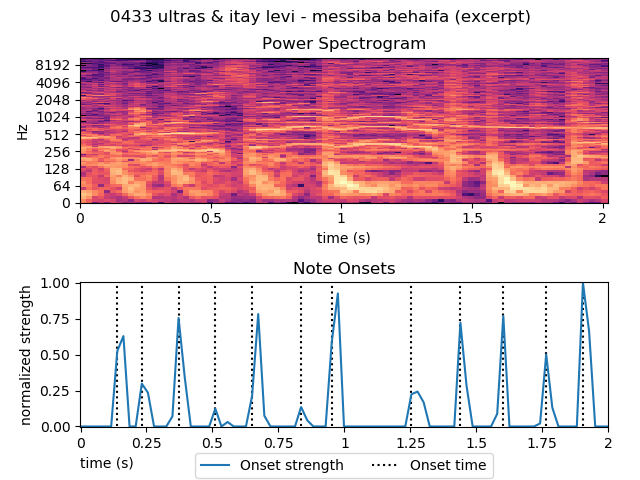 0433 ultras & itay levi - messiba behaifa (excerpt)
Power Spectrogram
8192
4096
2048
1024
512
256
128
64
0
Hz
0 0.5 1 1.5 2
time (s)
Note Onsets
1.00
0.75
0.50
0.25
0.00
normalized strength
0 0.25 0.5 0.75 1 1.25 1.5 1.75 2
time (s)
Onset strength Onset time